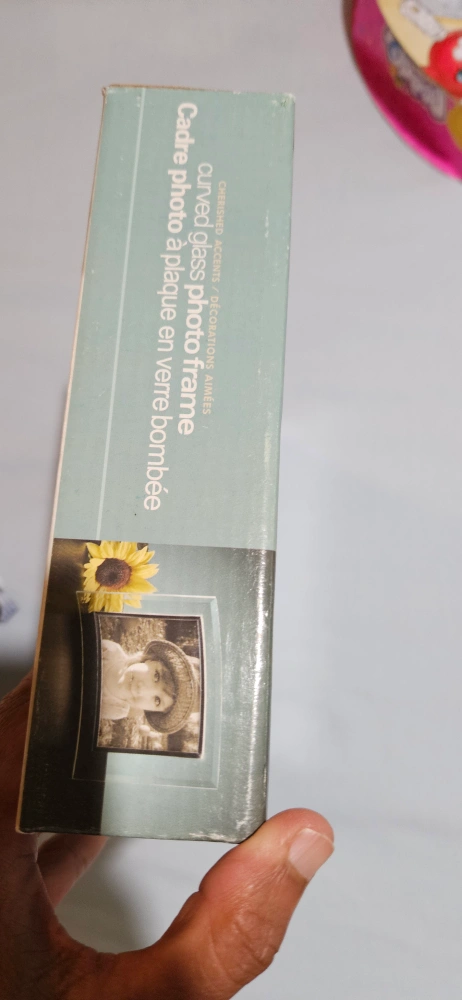 CHERISHED ACCENTS / DÉCORATIONS AIMÉES
curved glass photo frame
Cadre photo à plaque en verre bombée